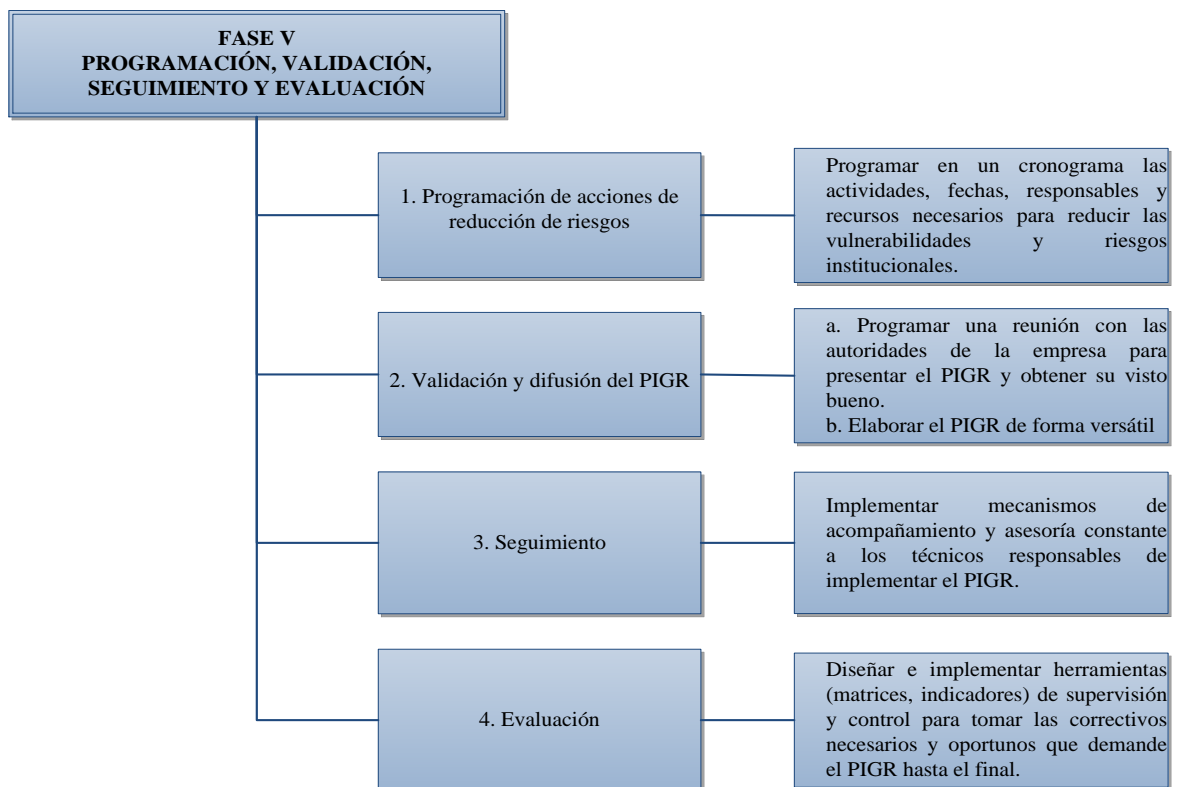 FASE V
PROGRAMACIÓN, VALIDACIÓN,
SEGUIMIENTO Y EVALUACIÓN
1. Programación de acciones de
reducción de riesgos
Programar en un cronograma las
actividades, fechas, responsables y
recursos necesarios para reducir las
vulnerabilidades y riesgos
institucionales.
2. Validación y difusión del PIGR
a. Programar una reunión con las
autoridades de la empresa para
presentar el PIGR y obtener su visto
bueno.
b. Elaborar el PIGR de forma versátil
3. Seguimiento
Implementar mecanismos de
acompañamiento y asesoría constante
a los técnicos responsables de
implementar el PIGR.
4. Evaluación
Diseñar e implementar herramientas
(matrices, indicadores) de supervisión
y control para tomar las correctivos
necesarios y oportunos que demande
el PIGR hasta el final.